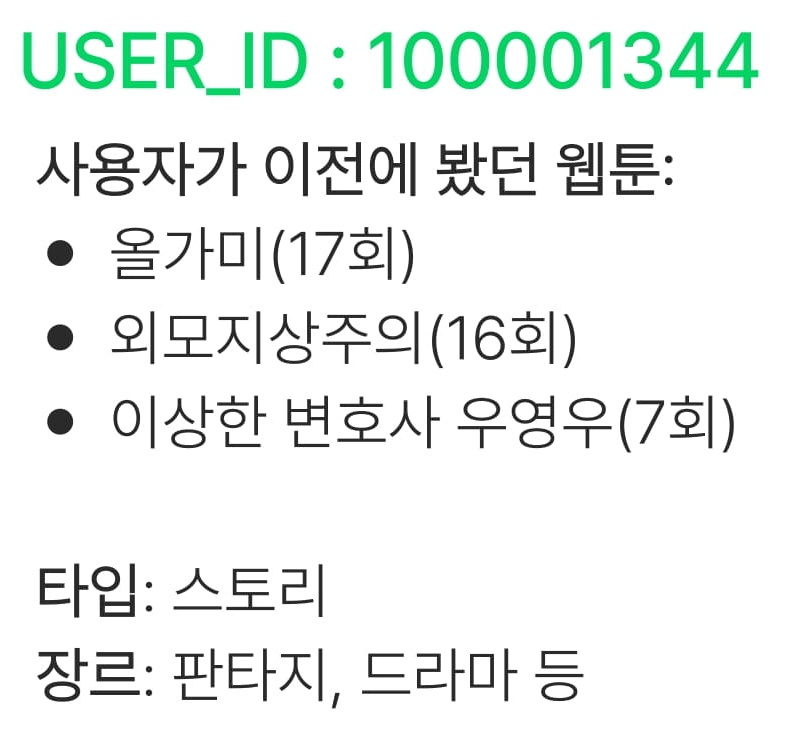 USER_ID : 100001344
사용자가 이전에 봤던 웹툰:
• 올가미(17회)
• 외모지상주의(16회)
• 이상한 변호사 우영우(7회)
타입: 스토리
장르: 판타지, 드라마 등